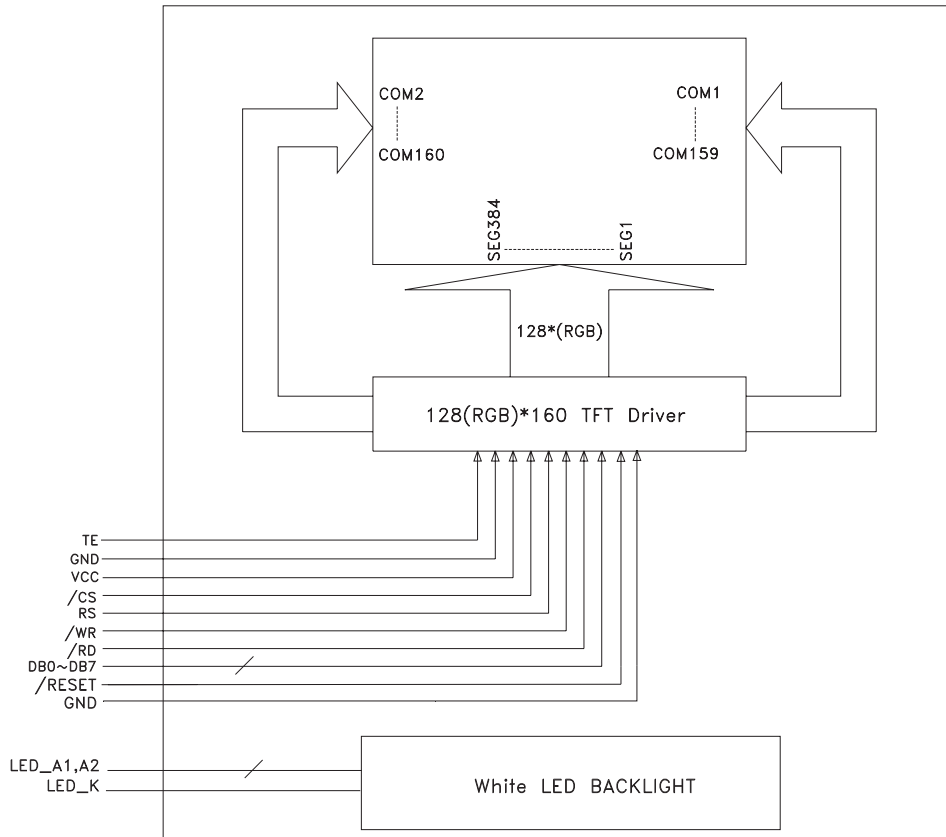 COM2
COM1
COM160
COM159
SEG384
SEG1
128*(RGB)
128(RGB)*160 TFT Driver
TE
GND
VCC
/CS
RS
/WR
/RD
DB0~DB7
/RESET
GND
LED_A1,A2
LED_K
White LED BACKLIGHT